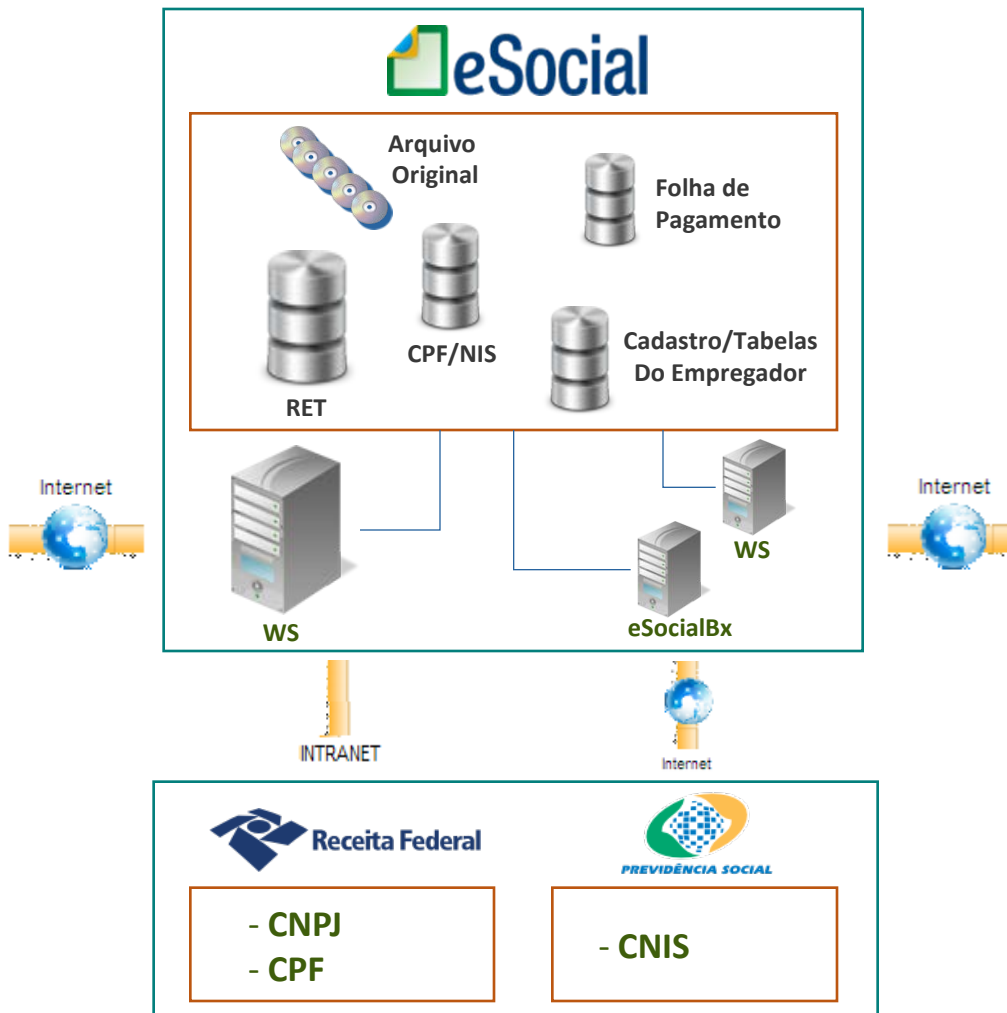 eSocial
Arquivo
Original
Folha de
Pagamento
CPF/NIS
Cadastro/Tabelas
Do Empregador
RET
Internet
Internet
WS
WS
eSocialBx
INTRANET
Internet
Receita Federal
PREVIDÊNCIA SOCIAL
- CNPJ
- CPF
- CNIS